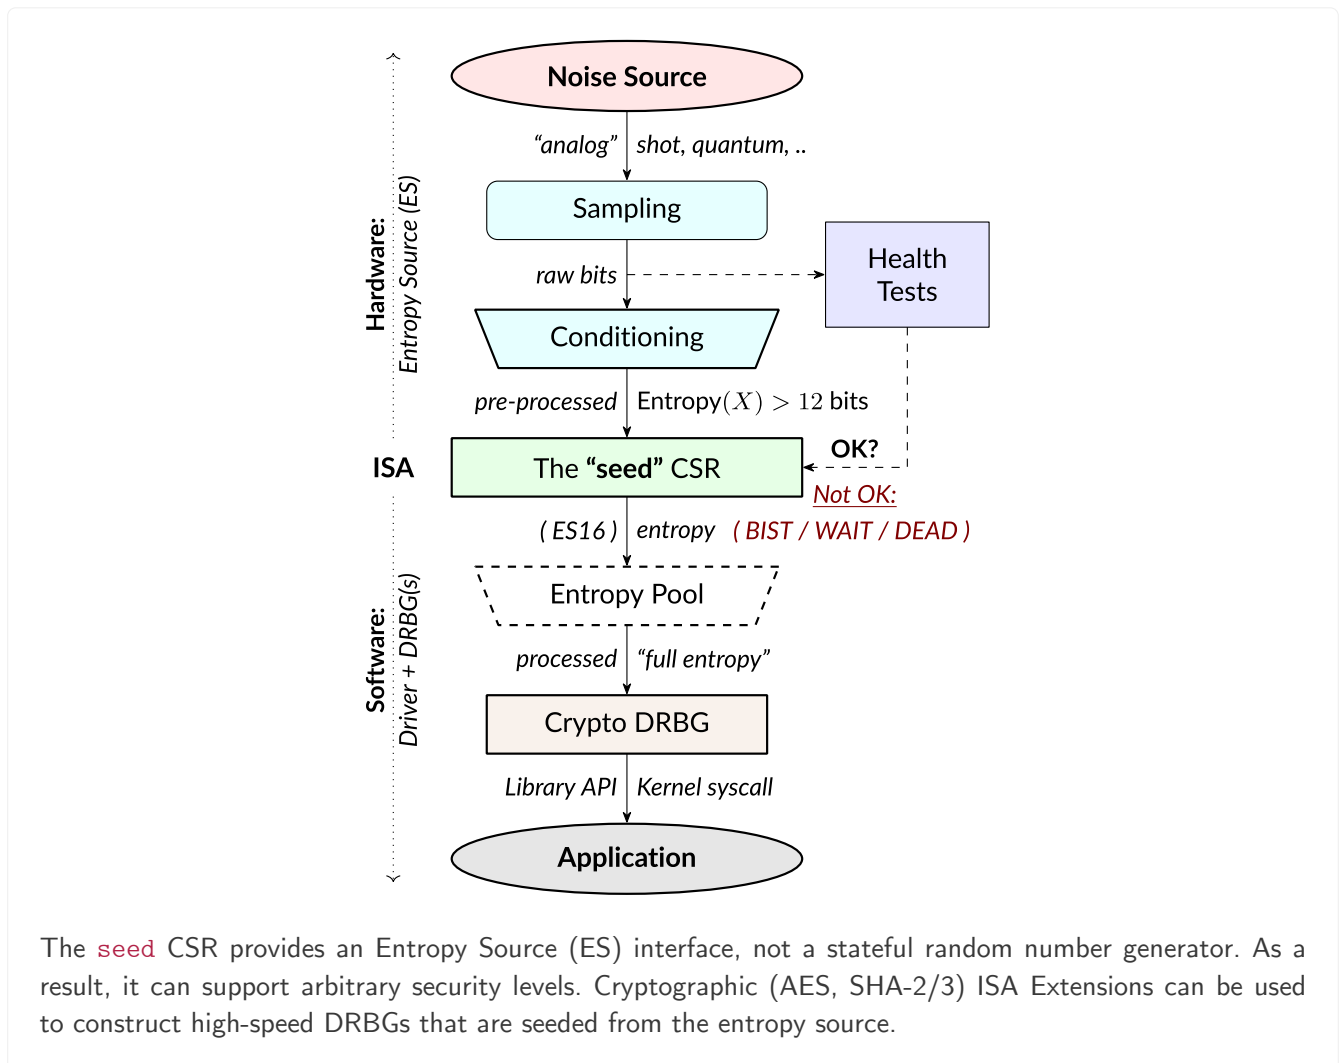 Noise Source
“analog” shot, quantum, ..
Sampling
Hardware:
Entropy Source (ES)
raw bits
Health
Tests
Conditioning
pre-processed Entropy(X) > 12 bits
ISA
The “seed” CSR
OK?
Not OK:
( ES16 ) entropy ( BIST / WAIT / DEAD )
Entropy Pool
Software:
Driver + DRBG(s)
processed “full entropy”
Crypto DRBG
Library API Kernel syscall
Application
The seed CSR provides an Entropy Source (ES) interface, not a stateful random number generator. As a
result, it can support arbitrary security levels. Cryptographic (AES, SHA-2/3) ISA Extensions can be used
to construct high-speed DRBGs that are seeded from the entropy source.